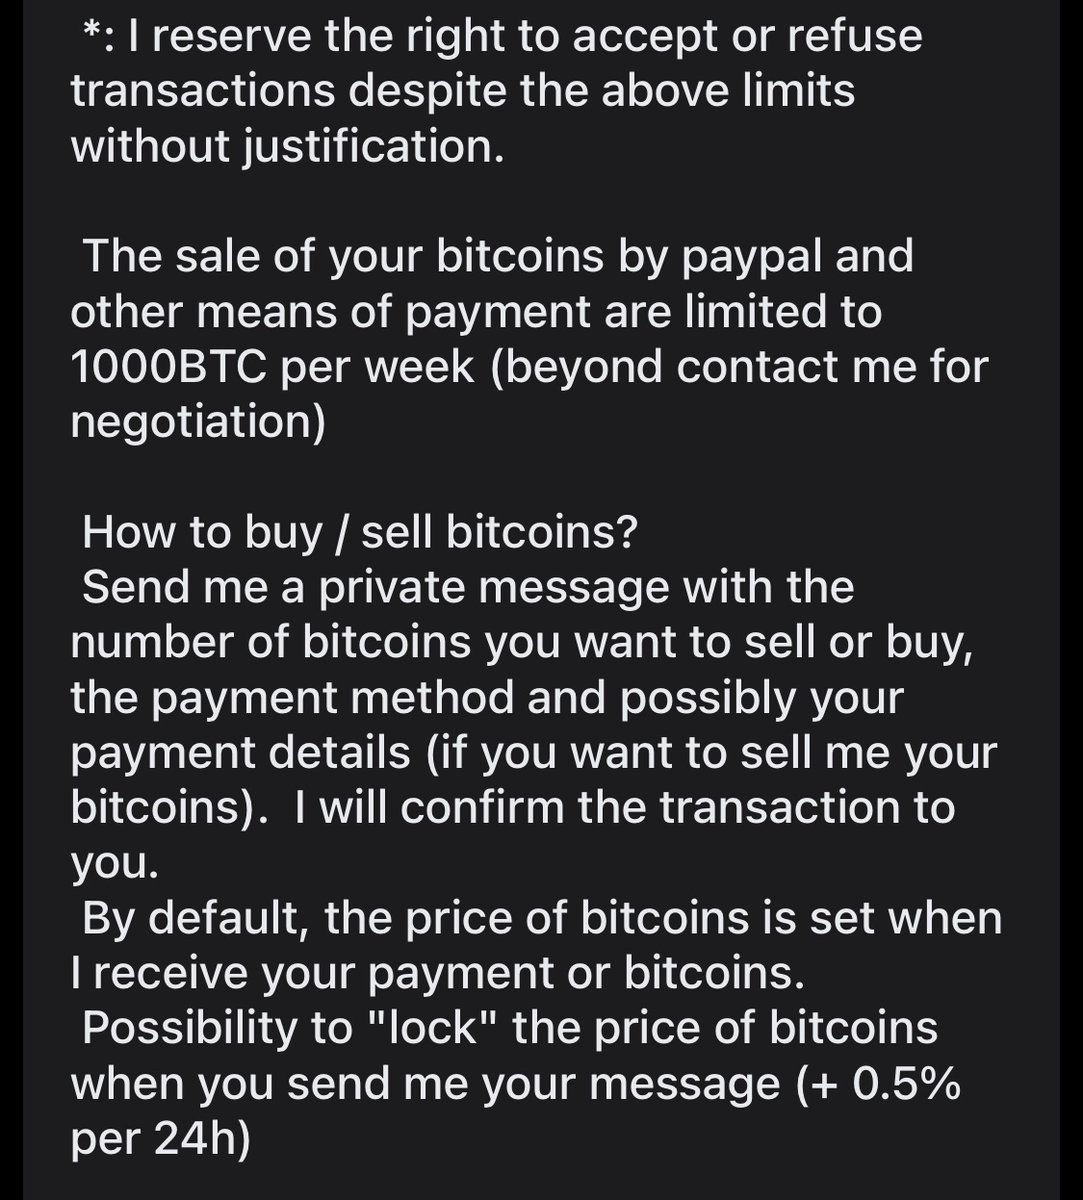 *: I reserve the right to accept or refuse
transactions despite the above limits
without justification.
The sale of your bitcoins by paypal and
other means of payment are limited to
1000BTC per week (beyond contact me for
negotiation)
How to buy / sell bitcoins?
Send me a private message with the
number of bitcoins you want to sell or buy,
the payment method and possibly your
payment details (if you want to sell me your
bitcoins).  I will confirm the transaction to
you.
By default, the price of bitcoins is set when
I receive your payment or bitcoins.
Possibility to "lock" the price of bitcoins
when you send me your message (+ 0.5%
per 24h)